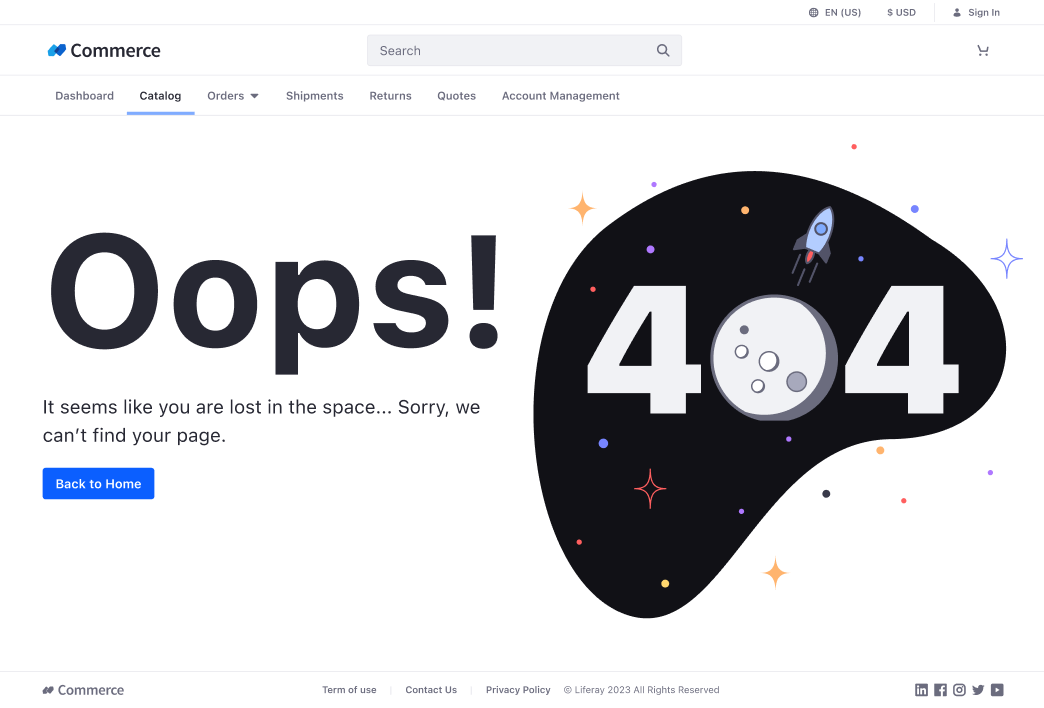 EN (US) $ USD Sign In
Commerce Search
Dashboard Catalog Orders Shipments Returns Quotes Account Management
Oops!
4 4
It seems like you are lost in the space... Sorry, we
can’t find your page.
Back to Home
Commerce Term of use Contact Us Privacy Policy © Liferay 2023 All Rights Reserved